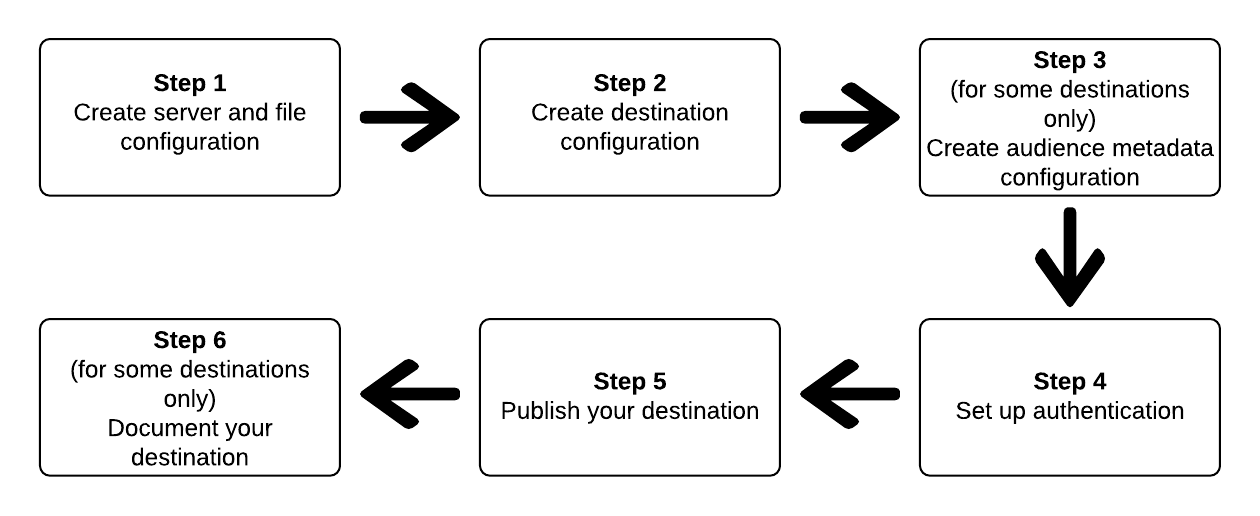 Step 1
Create server and file
configuration
Step 2
Create destination
configuration
Step 3
(for some destinations
only)
Create audience metadata
configuration
Step 4
Set up authentication
Step 5
Publish your destination
Step 6
(for some destinations
only)
Document your
destination